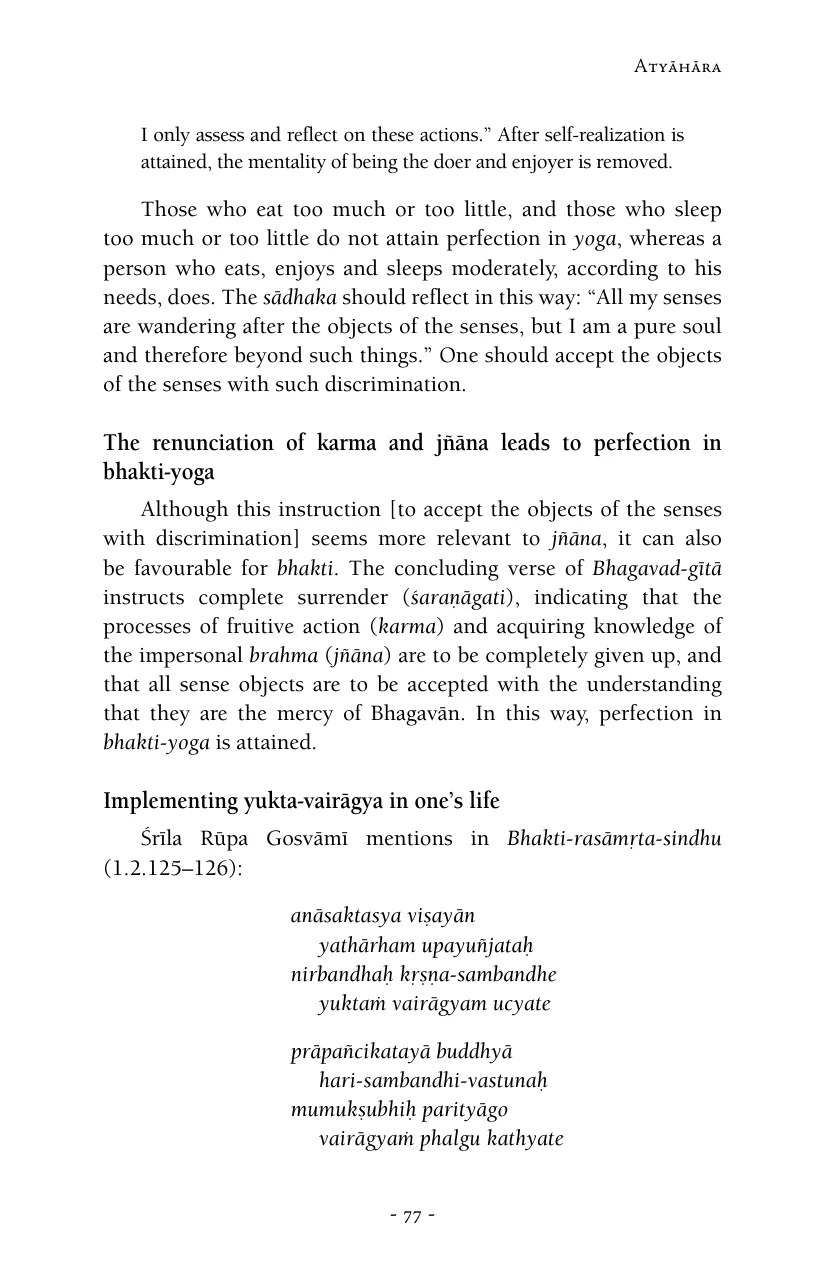 Atyāhāra
I only assess and reflect on these actions.” After self-realization is
attained, the mentality of being the doer and enjoyer is removed.
Those who eat too much or too little, and those who sleep
too much or too little do not attain perfection in yoga, whereas a
person who eats, enjoys and sleeps moderately, according to his
needs, does. The sādhaka should reflect in this way: “All my senses
are wandering after the objects of the senses, but I am a pure soul
and therefore beyond such things.” One should accept the objects
of the senses with such discrimination.
The renunciation of karma and jñāna leads to perfection in
bhakti-yoga
Although this instruction [to accept the objects of the senses
with discrimination] seems more relevant to jñāna, it can also
be favourable for bhakti. The concluding verse of Bhagavad-gītā
instructs complete surrender (śaraṇāgati), indicating that the
processes of fruitive action (karma) and acquiring knowledge of
the impersonal brahma (jñāna) are to be completely given up, and
that all sense objects are to be accepted with the understanding
that they are the mercy of Bhagavān. In this way, perfection in
bhakti-yoga is attained.
Implementing yukta-vairāgya in one’s life
Śrīla Rūpa Gosvāmī mentions in Bhakti-rasāmṛta-sindhu
(1.2.125–126):
anāsaktasya viṣayān
yathārham upayuñjataḥ
nirbandhaḥ kṛṣṇa-sambandhe
yuktaṁ vairāgyam ucyate
prāpañcikatayā buddhyā
hari-sambandhi-vastunaḥ
mumukṣubhiḥ parityāgo
vairāgyaṁ phalgu kathyate
- 77 -